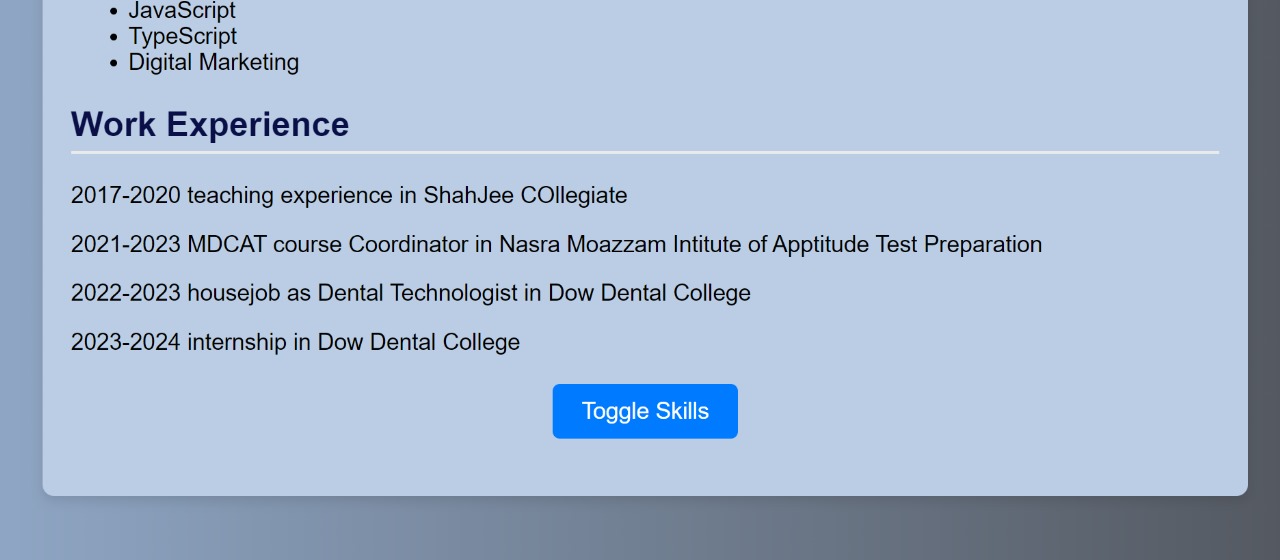 JavaScript
TypeScript
Digital Marketing
Work Experience
2017-2020 teaching experience in ShahJee COllegiate
2021-2023 MDCAT course Coordinator in Nasra Moazzam Intitute of Apptitude Test Preparation
2022-2023 housejob as Dental Technologist in Dow Dental College
2023-2024 internship in Dow Dental College
Toggle Skills